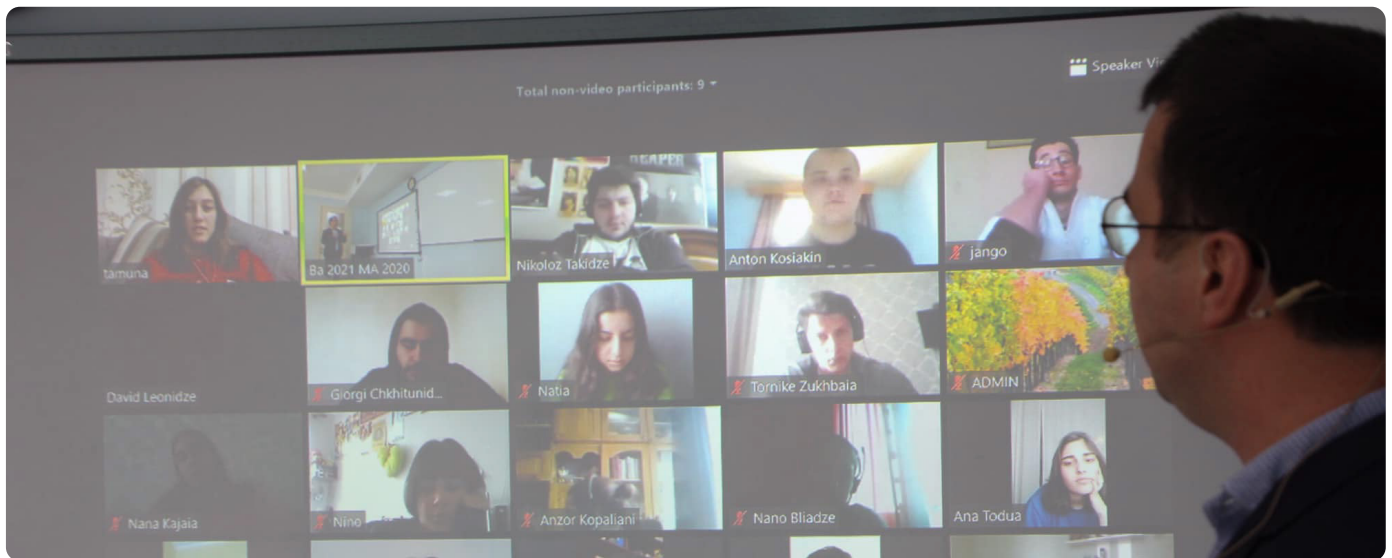 Total non-video participants: 9
Speaker
REAPER
tamuna
Ba 2021 MA 2020
Nikoloz Takidze
Anton Kosiakin
jango
David Leonidze
Giorgi Chkhitunid...
Natia
Tornike Zukhbaia
ADMIN
Nana Kajaia
Nino
Anzor Kopaliani
Nano Bliadze
Ana Todua